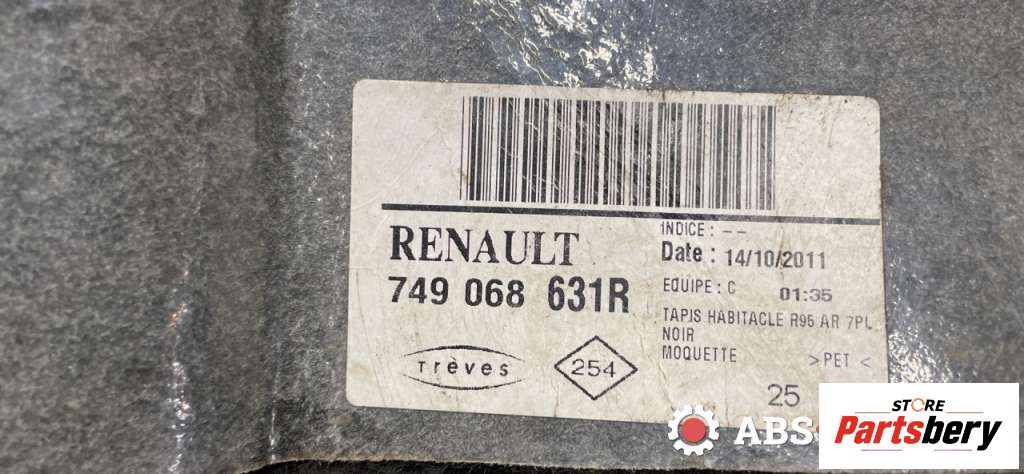 RENAULT
749 068 631R
INDICE : --
Date : 14/10/2011
EQUIPE : C 01:35
TAPIS HABITACLE R95 AR 7PL
NOIR
MOQUETTE >PET<
Trèves
254
25
ABS
STORE
Partsbery